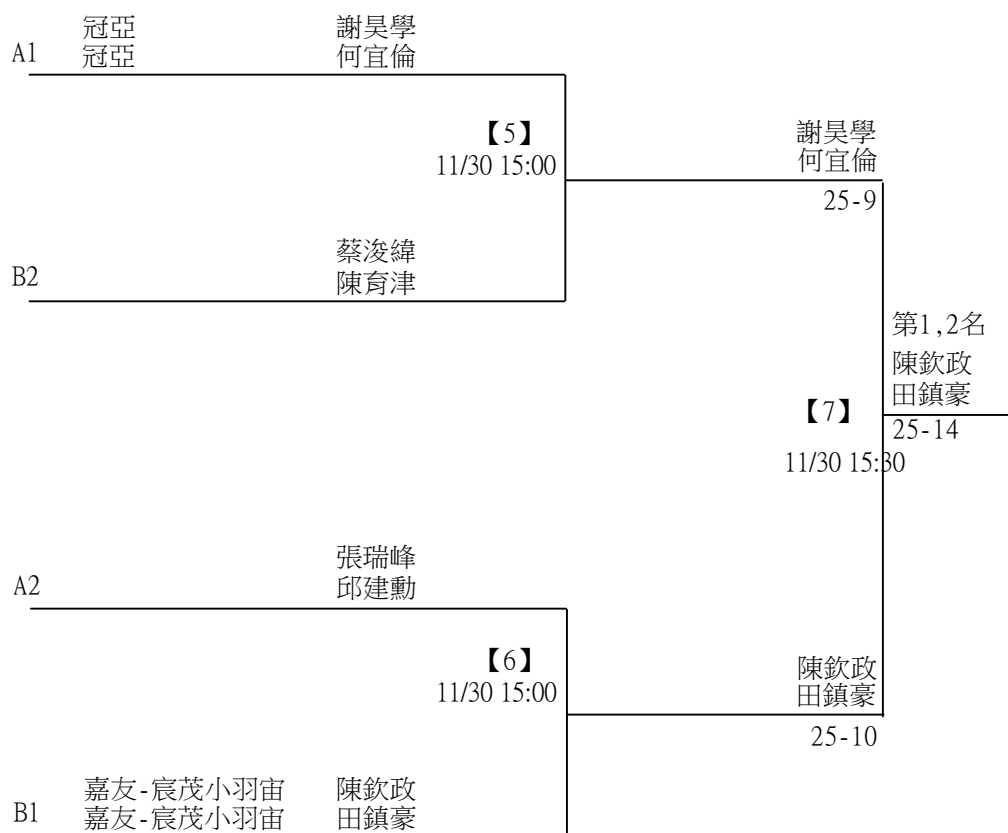 冠亞 謝昊學
A1 冠亞 何宜倫
【5】
11/30 15:00
謝昊學
何宜倫
25-9
蔡浚緯
B2 陳育津
第1,2名
陳欽政
田鎮豪
【7】
25-14
11/30 15:30
張瑞峰
A2 邱建勳
【6】
11/30 15:00
陳欽政
田鎮豪
25-10
嘉友-宸茂小羽宙 陳欽政
B1 嘉友-宸茂小羽宙 田鎮豪